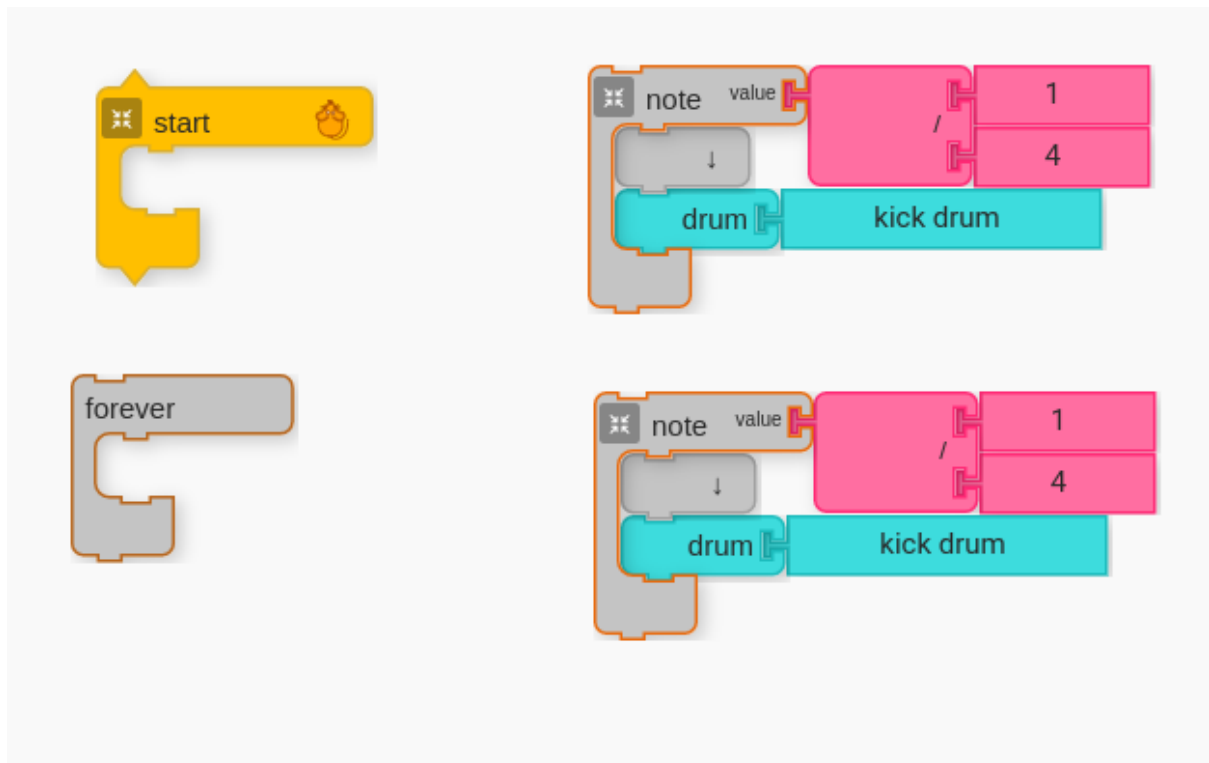 start
note value 1
/
4
↓
drum kick drum
forever
note value 1
/
4
↓
drum kick drum